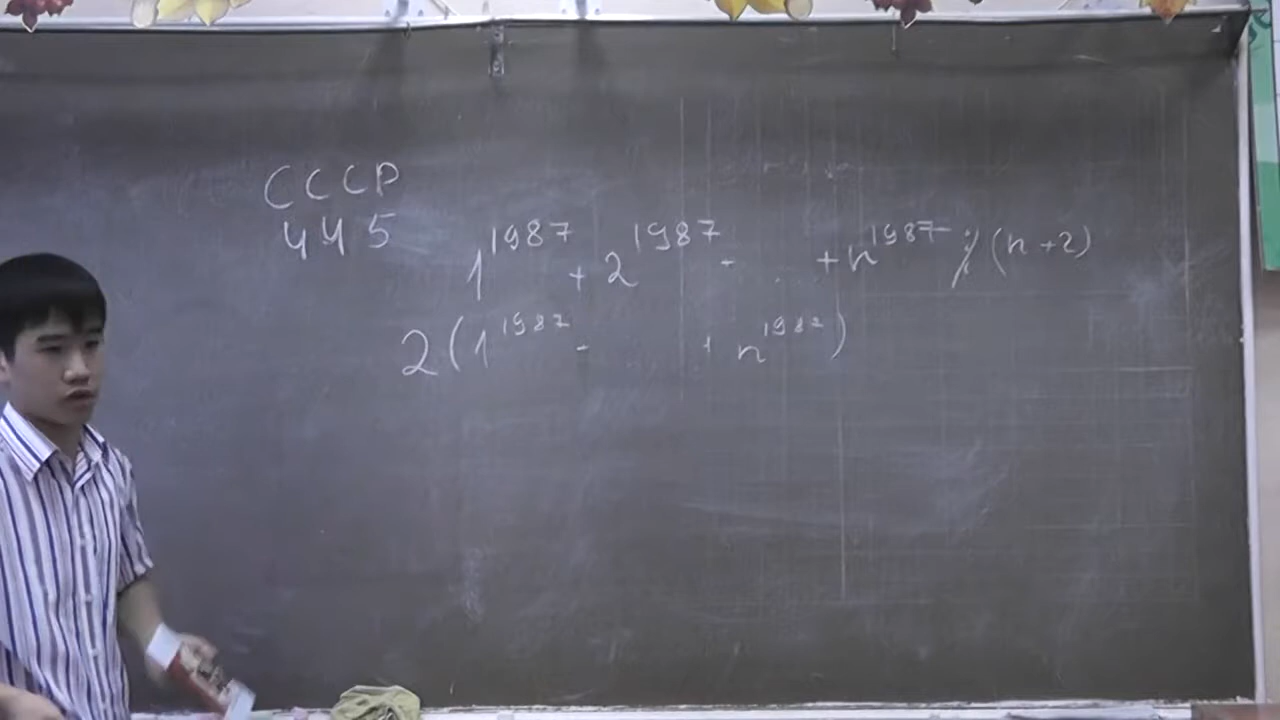 СССР
445
1^1987 + 2^1987 + ... + n^1987 ⋮̸ (n+2)
2(1^1987 + ... + n^1987)